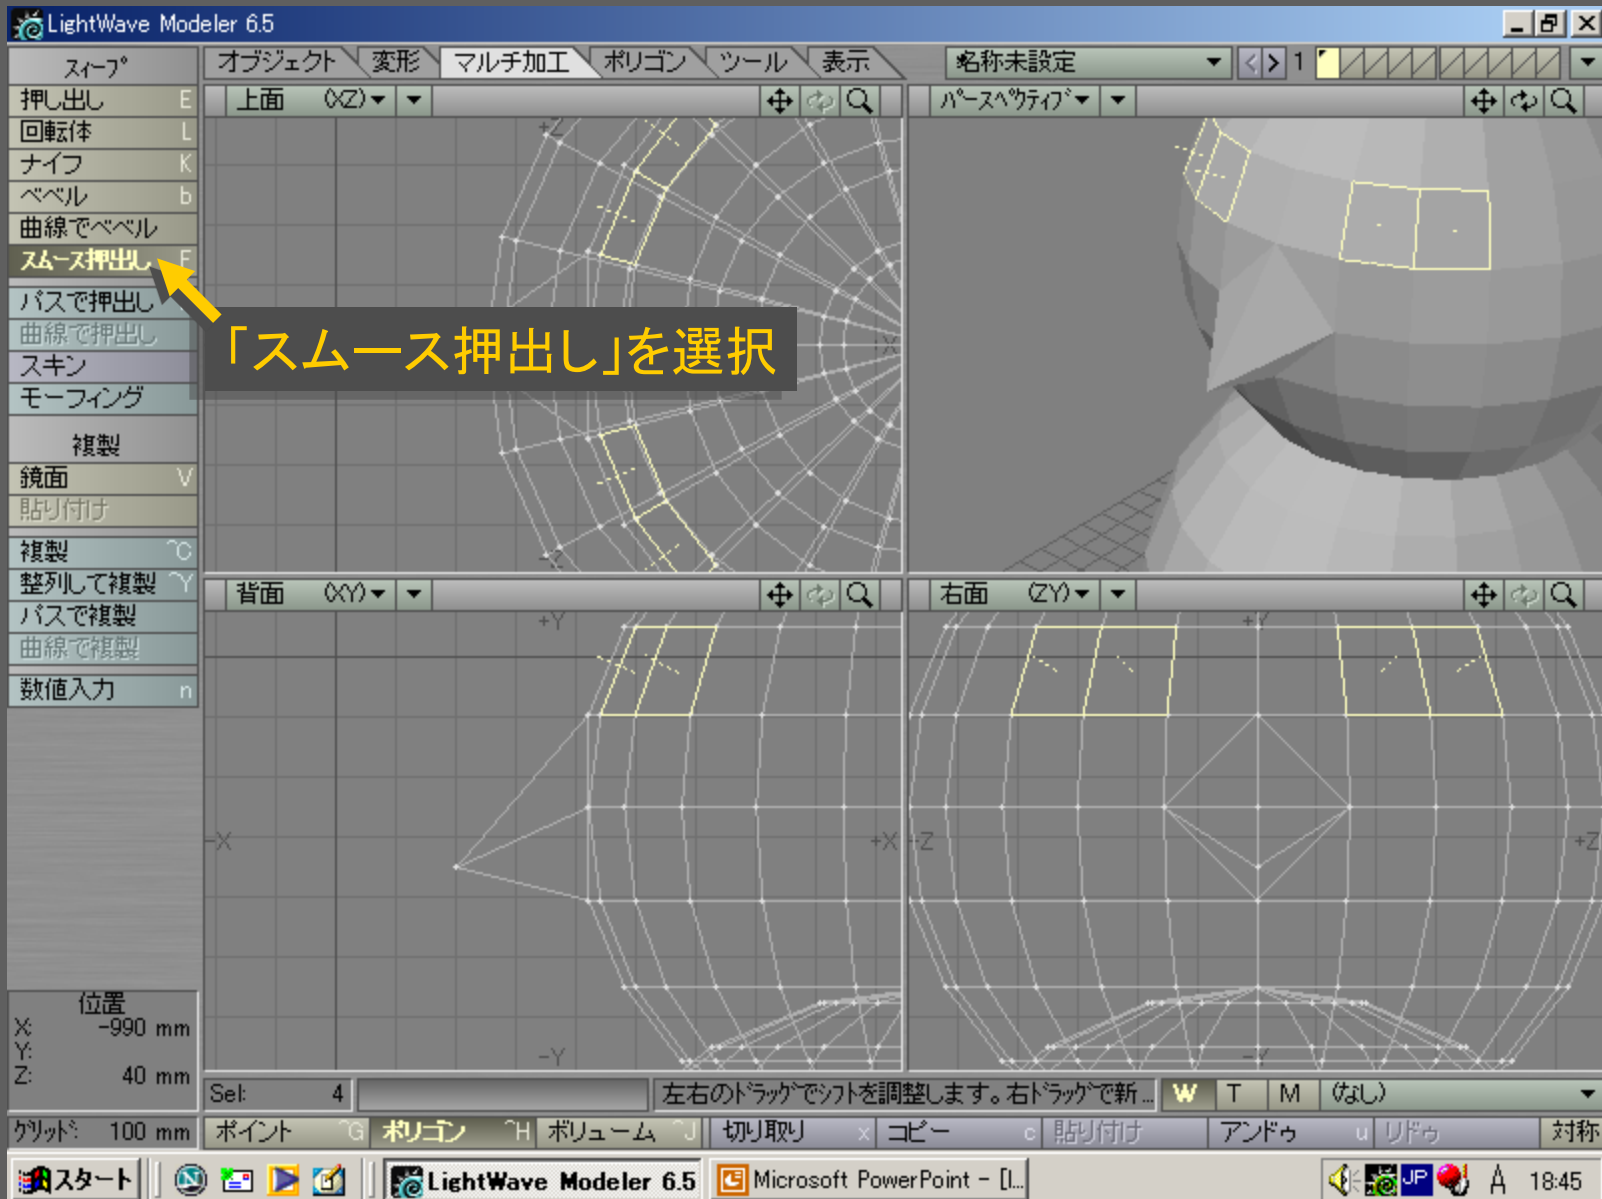 LightWave Modeler 6.5
スイープ
オブジェクト
変形
マルチ加工
ポリゴン
ツール
表示
名称未設定
1
押し出し E
回転体 L
ナイフ K
ベベル b
曲線でベベル
スムース押出し F
パスで押出し
曲線で押出し
スキン
モーフィング
複製
鏡面 V
貼り付け
複製 ^C
整列して複製 ^Y
パスで複製
曲線で複製
数値入力 n
上面 (XZ)
パースペクティブ
+Z
+X
-Z
「スムース押出し」を選択
背面 (XY)
右面 (ZY)
+Y
+Y
-X
+X
-Z
+Z
-Y
-Y
位置
X: -990 mm
Y:
Z: 40 mm
グリッド: 100 mm
Sel: 4
左右のドラッグでシフトを調整します。右ドラッグで新...
W T M (なし)
ポイント ^G
ポリゴン ^H
ボリューム ^J
切り取り x
コピー c
貼り付け
アンドゥ u
リドゥ
対称
スタート
LightWave Modeler 6.5
Microsoft PowerPoint - [l...
JP
A
18:45